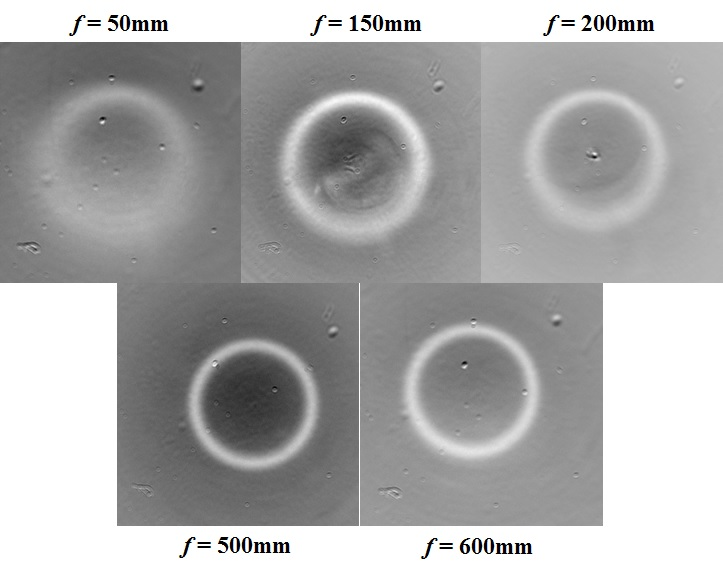 f = 50mm
f = 150mm
f = 200mm
f = 500mm
f = 600mm